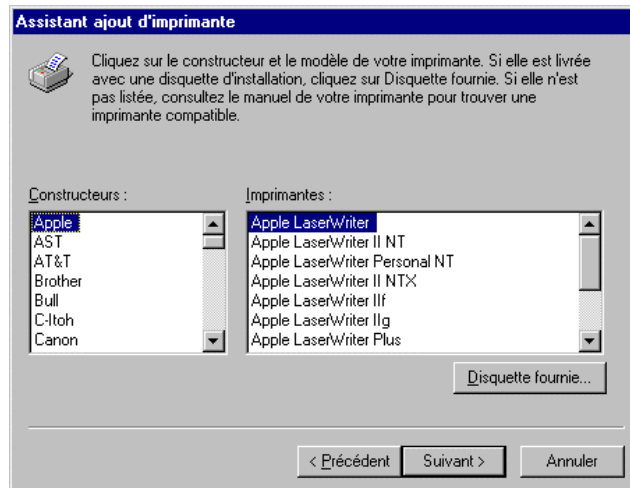 Assistant ajout d'imprimante
Cliquez sur le constructeur et le modèle de votre imprimante. Si elle est livrée
avec une disquette d'installation, cliquez sur Disquette fournie. Si elle n'est
pas listée, consultez le manuel de votre imprimante pour trouver une
imprimante compatible.
Constructeurs :
Apple
AST
AT&T
Brother
Bull
C-Itoh
Canon
Imprimantes :
Apple LaserWriter
Apple LaserWriter II NT
Apple LaserWriter Personal NT
Apple LaserWriter II NTX
Apple LaserWriter IIf
Apple LaserWriter IIg
Apple LaserWriter Plus
Disquette fournie...
< Précédent
Suivant >
Annuler